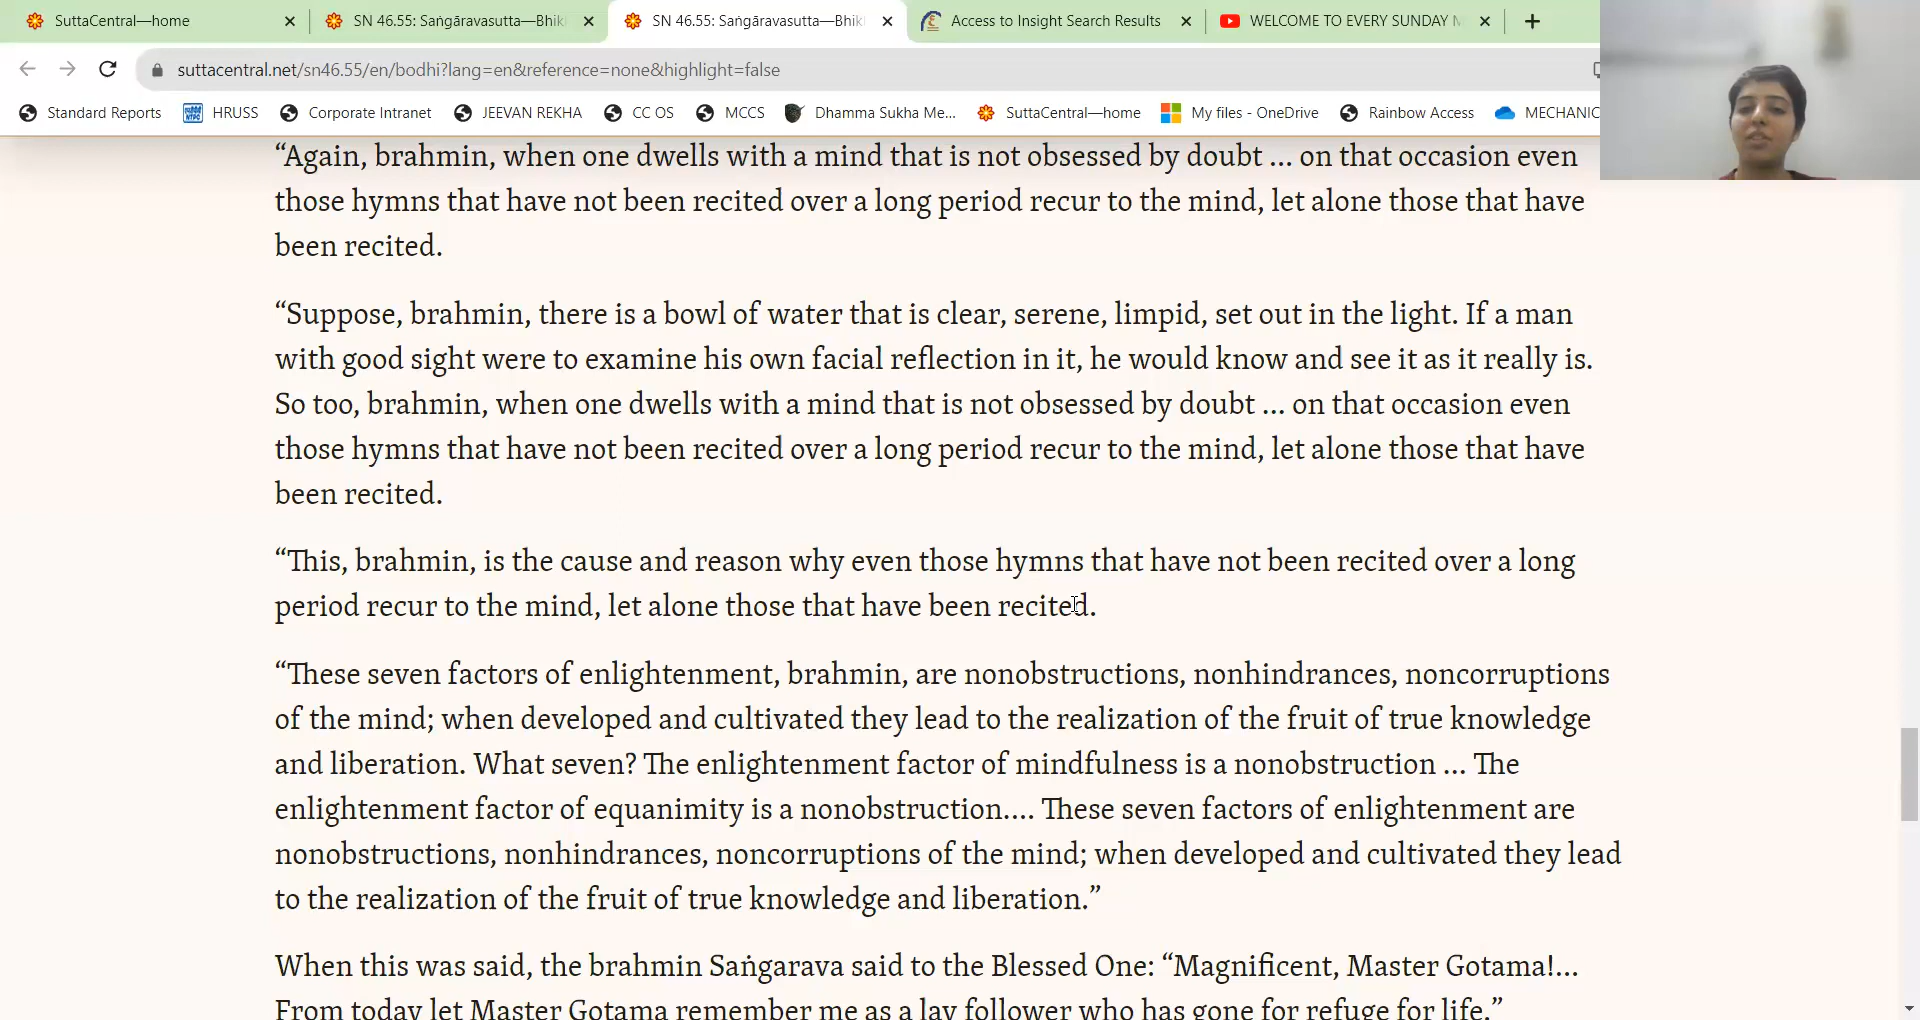 SuttaCentral—home
SN 46.55: Saṅgāravasutta—Bhik
SN 46.55: Saṅgāravasutta—Bhik
Access to Insight Search Results
WELCOME TO EVERY SUNDAY M
suttacentral.net/sn46.55/en/bodhi?lang=en&reference=none&highlight=false
Standard Reports
HRUSS
Corporate Intranet
JEEVAN REKHA
CC OS
MCCS
Dhamma Sukha Me...
SuttaCentral—home
My files - OneDrive
Rainbow Access
MECHANIC
“Again, brahmin, when one dwells with a mind that is not obsessed by doubt … on that occasion even
those hymns that have not been recited over a long period recur to the mind, let alone those that have
been recited.
“Suppose, brahmin, there is a bowl of water that is clear, serene, limpid, set out in the light. If a man
with good sight were to examine his own facial reflection in it, he would know and see it as it really is.
So too, brahmin, when one dwells with a mind that is not obsessed by doubt … on that occasion even
those hymns that have not been recited over a long period recur to the mind, let alone those that have
been recited.
“This, brahmin, is the cause and reason why even those hymns that have not been recited over a long
period recur to the mind, let alone those that have been recited.
“These seven factors of enlightenment, brahmin, are nonobstructions, nonhindrances, noncorruptions
of the mind; when developed and cultivated they lead to the realization of the fruit of true knowledge
and liberation. What seven? The enlightenment factor of mindfulness is a nonobstruction … The
enlightenment factor of equanimity is a nonobstruction.… These seven factors of enlightenment are
nonobstructions, nonhindrances, noncorruptions of the mind; when developed and cultivated they lead
to the realization of the fruit of true knowledge and liberation.”
When this was said, the brahmin Saṅgarava said to the Blessed One: “Magnificent, Master Gotama!…
From today let Master Gotama remember me as a lay follower who has gone for refuge for life.”